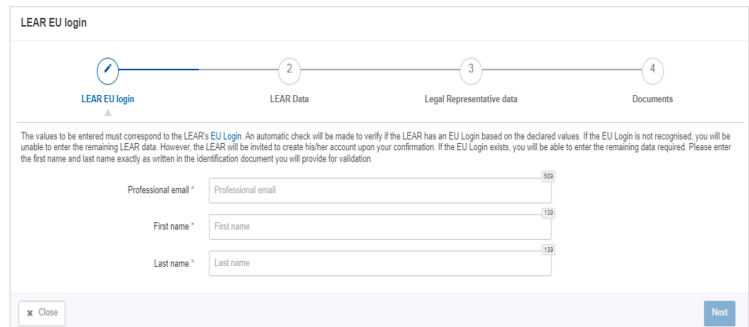 LEAR EU login
2
3
4
LEAR EU login
LEAR Data
Legal Representative data
Documents
The values to be entered must correspond to the LEAR's EU Login. An automatic check will be made to verify if the LEAR has an EU Login based on the declared values. If the EU Login is not recognised, you will be
unable to enter the remaining LEAR data. However, the LEAR will be invited to create his/her account upon your confirmation. If the EU Login exists, you will be able to enter the remaining data required. Please enter
the first name and last name exactly as written in the identification document you will provide for validation.
509
Professional email * Professional email
139
First name * First name
139
Last name * Last name
x Close
Next